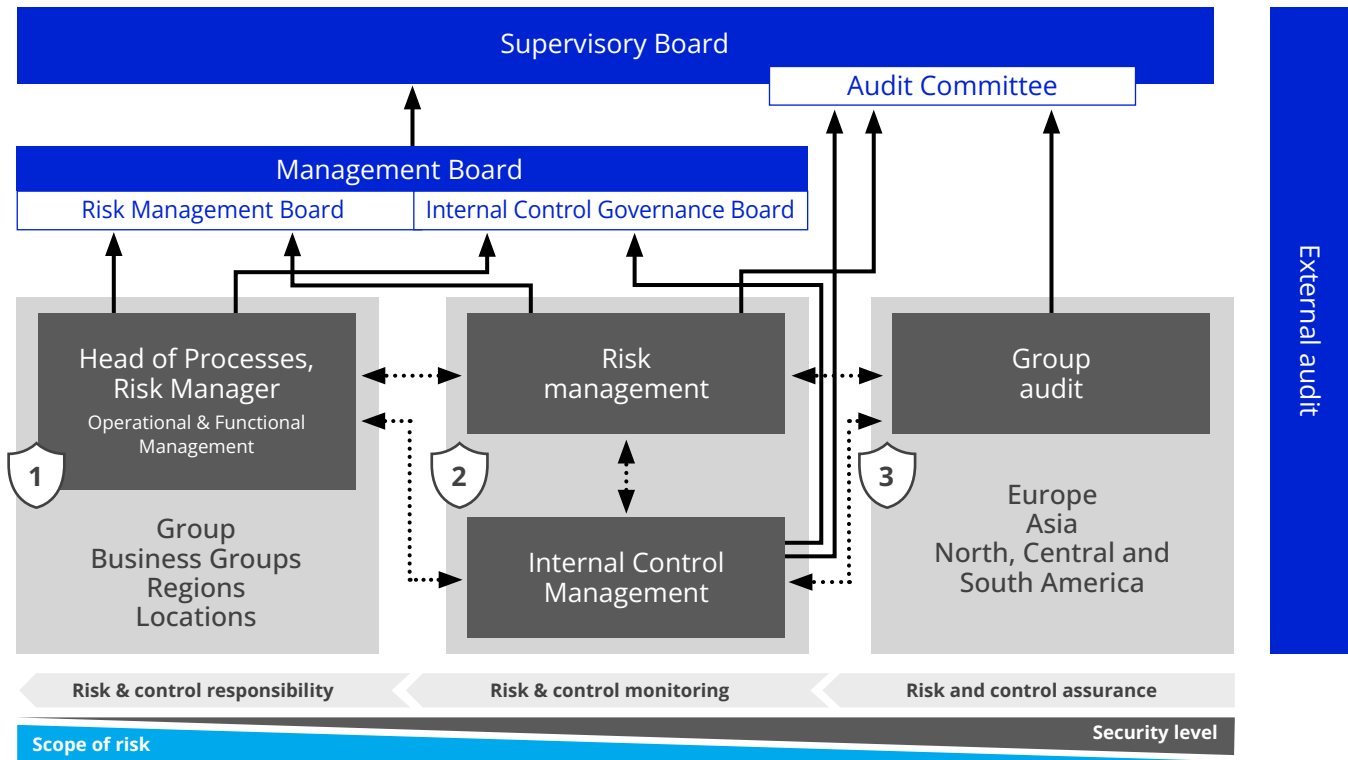 Supervisory Board
Audit Committee
Management Board
Risk Management Board
Internal Control Governance Board
Head of Processes,
Risk Manager
Operational & Functional
Management
1
Group
Business Groups
Regions
Locations
Risk
management
2
Internal Control
Management
Group
audit
3
Europe
Asia
North, Central and
South America
External audit
Risk & control responsibility
Risk & control monitoring
Risk and control assurance
Security level
Scope of risk